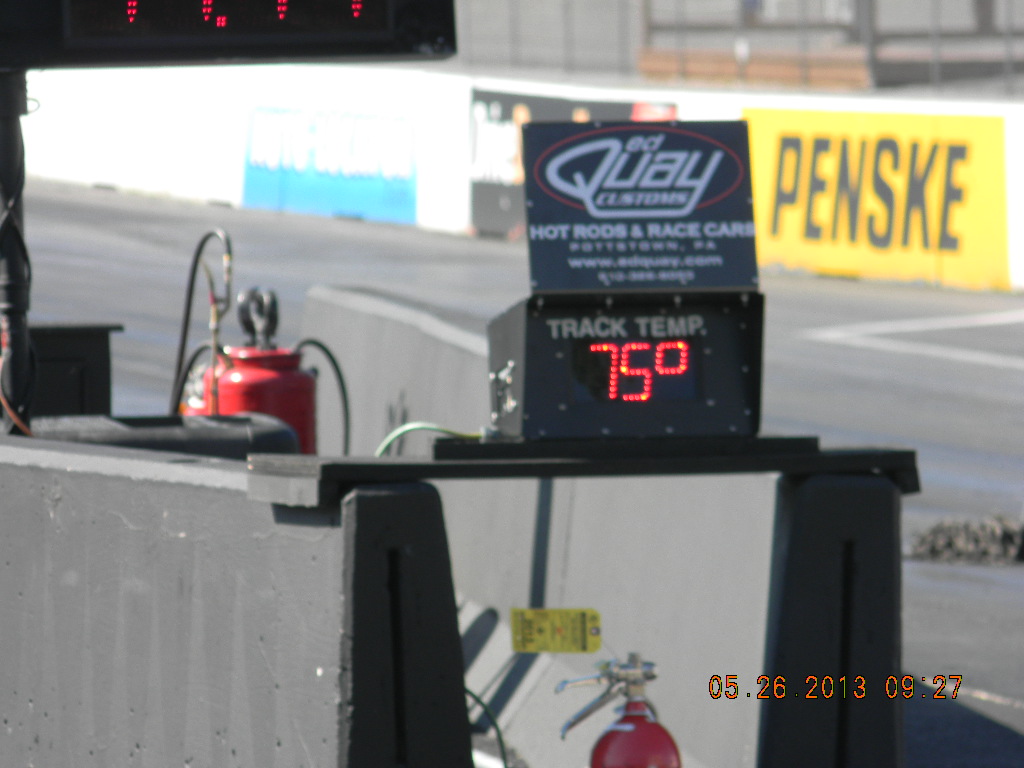 PENSKE
ed
Quay
CUSTOMS
HOT RODS & RACE CARS
POTTSTOWN, PA
www.edquay.com
TRACK TEMP.
75°
05.26.2013 09:27